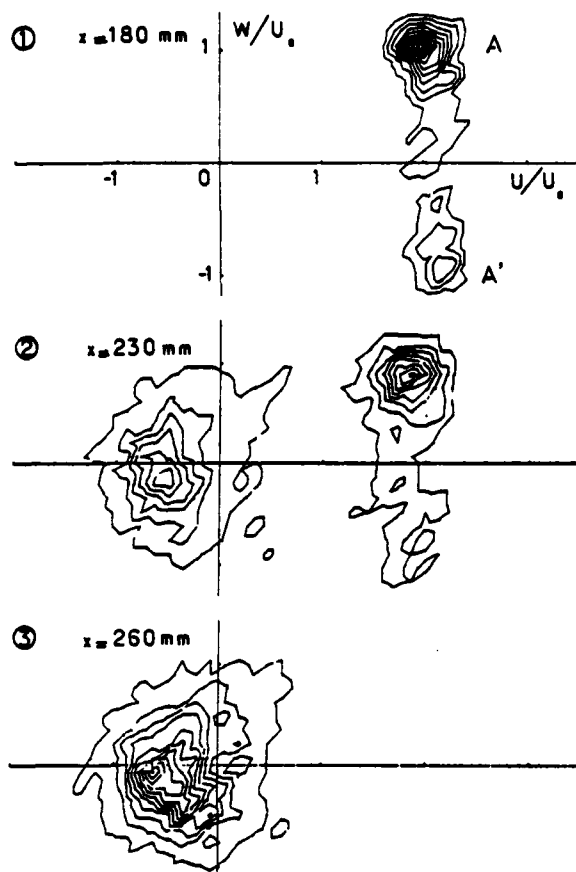 ① x=180 mm W/U. A
1
-1 0 1 U/U.
-1 A'
② x=230 mm
③ x=260 mm